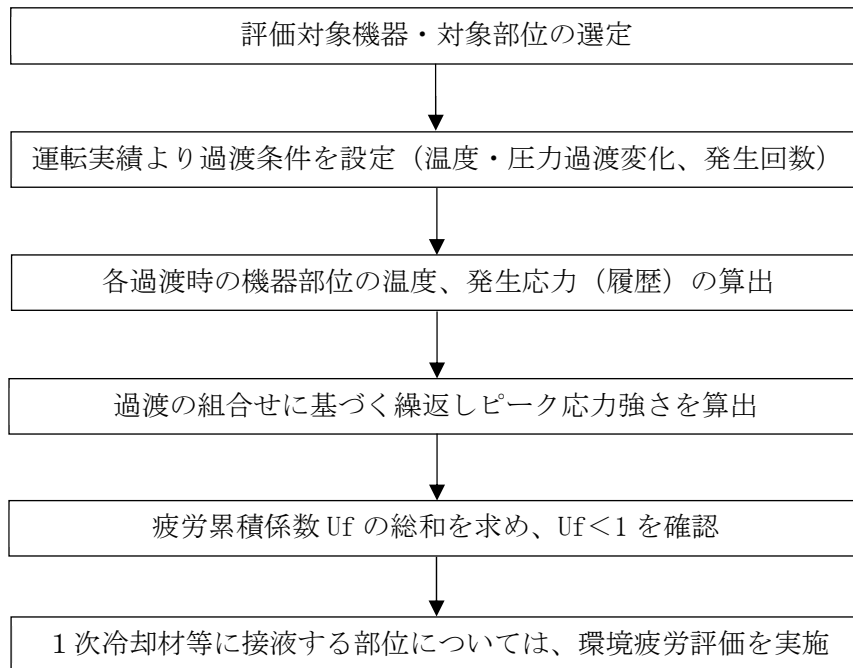 評価対象機器・対象部位の選定
運転実績より過渡条件を設定（温度・圧力過渡変化、発生回数）
各過渡時の機器部位の温度、発生応力（履歴）の算出
過渡の組合せに基づく繰返しピーク応力強さを算出
疲労累積係数 Uf の総和を求め、Uf＜1 を確認
１次冷却材等に接液する部位については、環境疲労評価を実施